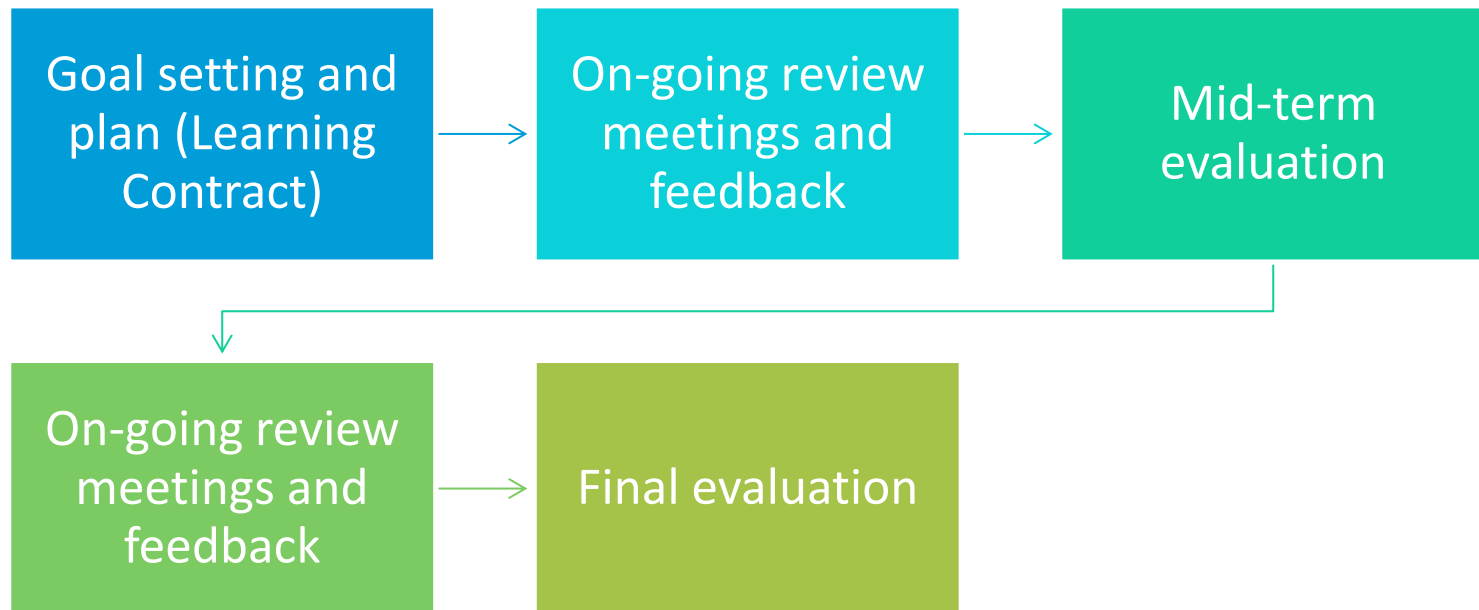 Goal setting and
plan (Learning
Contract)
On-going review
meetings and
feedback
Mid-term
evaluation
On-going review
meetings and
feedback
Final evaluation